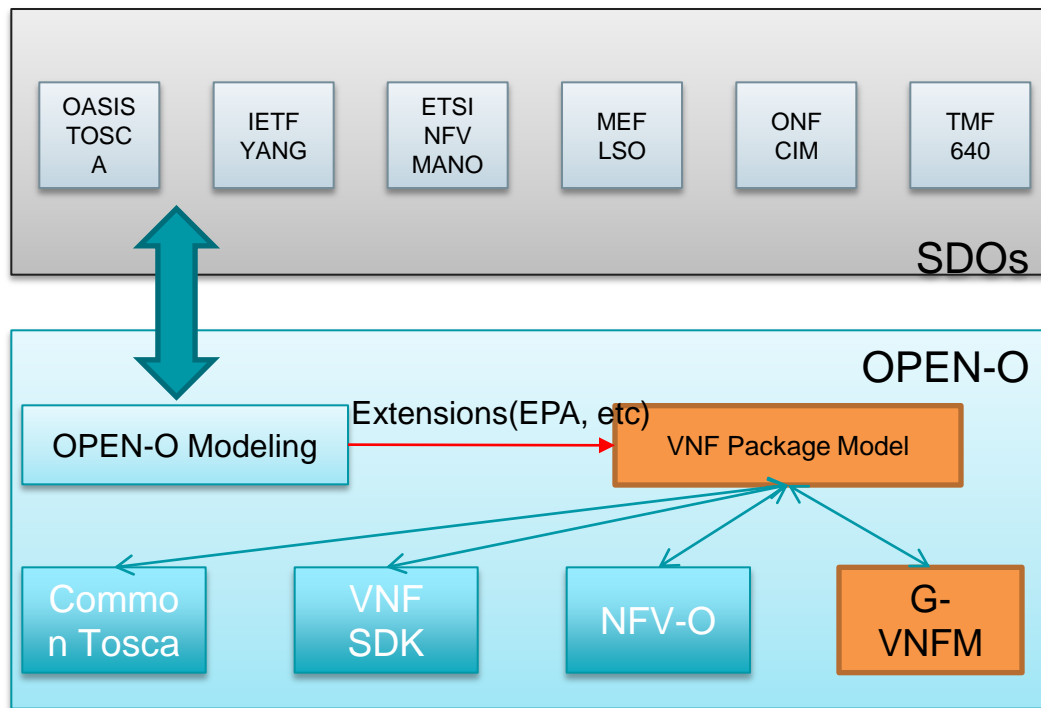 OASIS
TOSC
A
IETF
YANG
ETSI
NFV
MANO
MEF
LSO
ONF
CIM
TMF
640
SDOs
OPEN-O
OPEN-O Modeling
Extensions(EPA, etc)
VNF Package Model
Commo
n Tosca
VNF
SDK
NFV-O
G-
VNFM